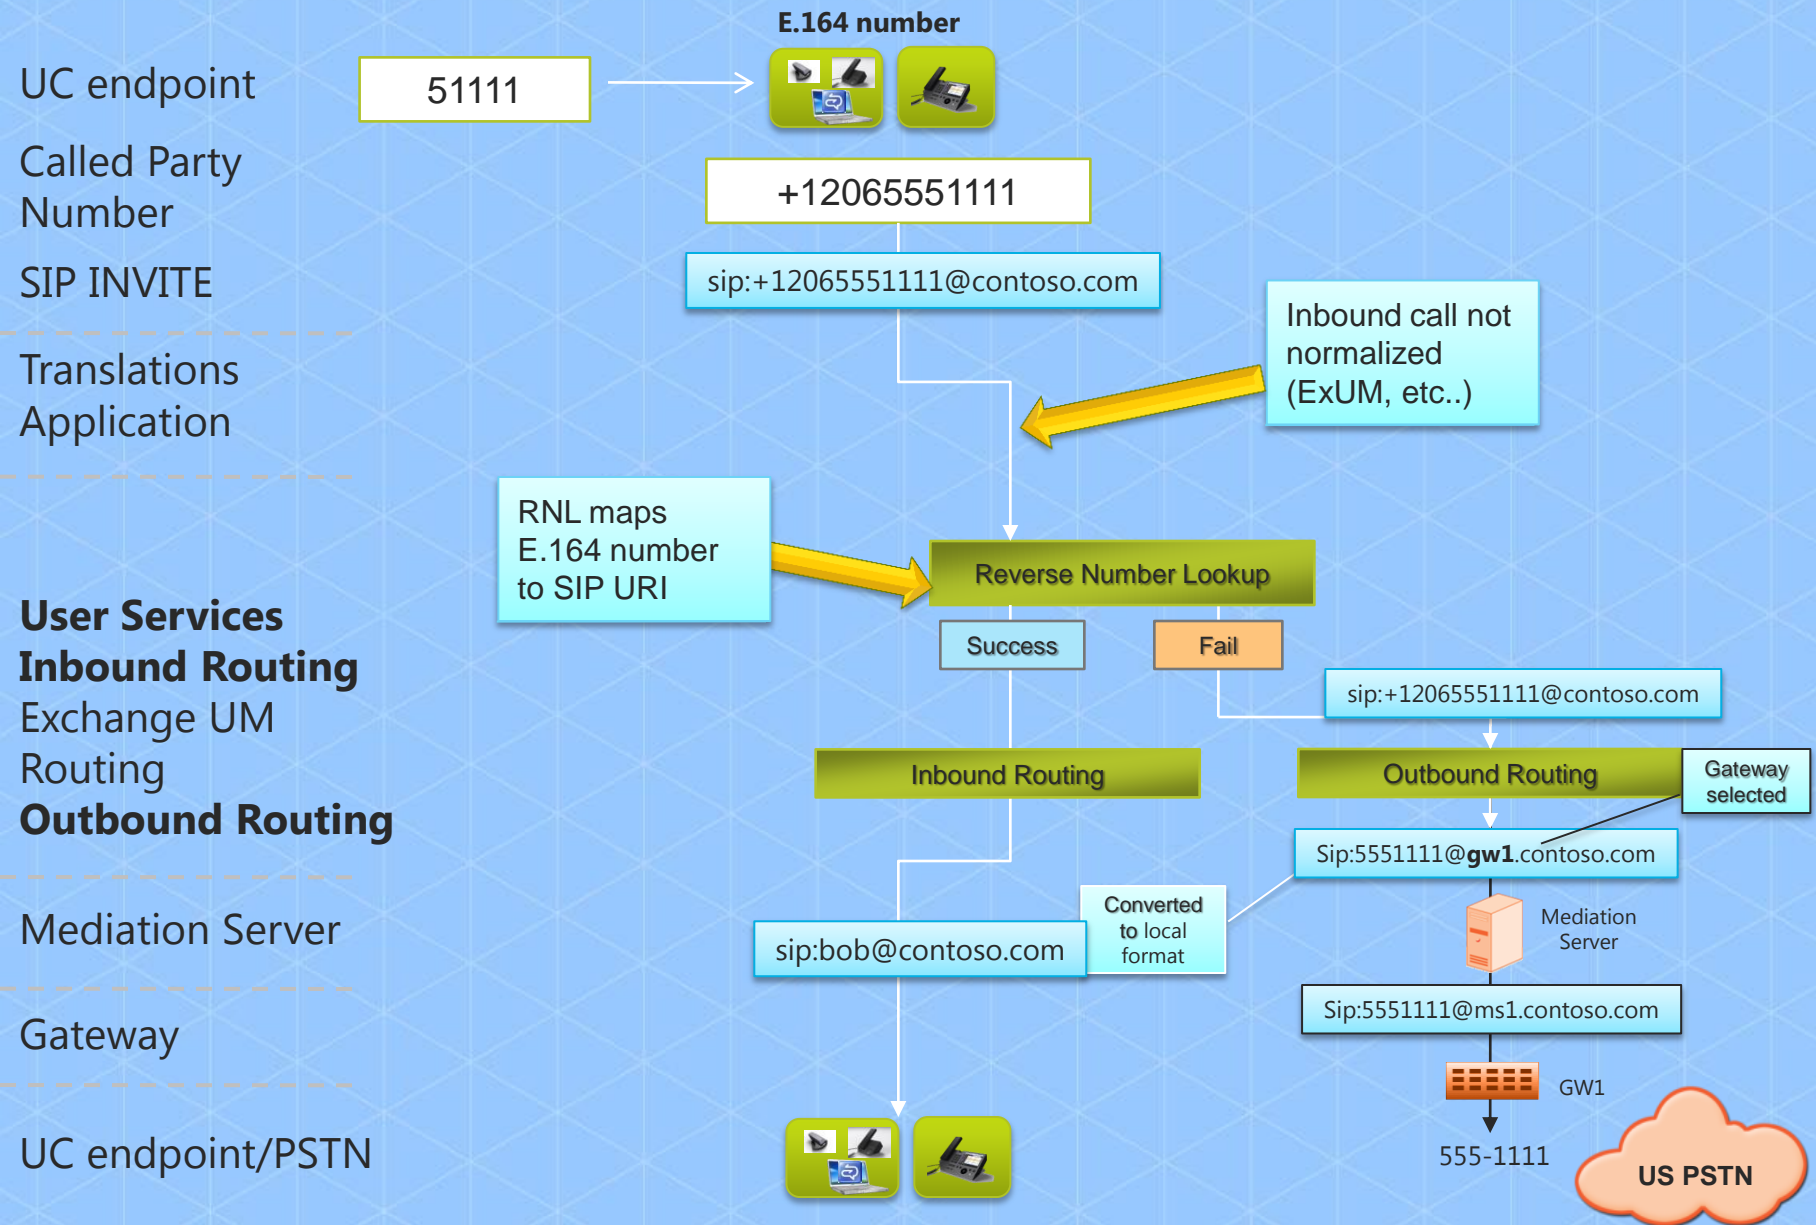 E.164 number
UC endpoint
51111
Called Party
Number
+12065551111
SIP INVITE
sip:+12065551111@contoso.com
Inbound call not
normalized
(ExUM, etc..)
Translations
Application
RNL maps
E.164 number
to SIP URI
Reverse Number Lookup
Success
Fail
User Services
Inbound Routing
Exchange UM
Routing
Outbound Routing
sip:+12065551111@contoso.com
Inbound Routing
Outbound Routing
Gateway
selected
Sip:5551111@gw1.contoso.com
Converted
to local
format
Mediation Server
sip:bob@contoso.com
Mediation
Server
Sip:5551111@ms1.contoso.com
Gateway
GW1
UC endpoint/PSTN
555-1111
US PSTN